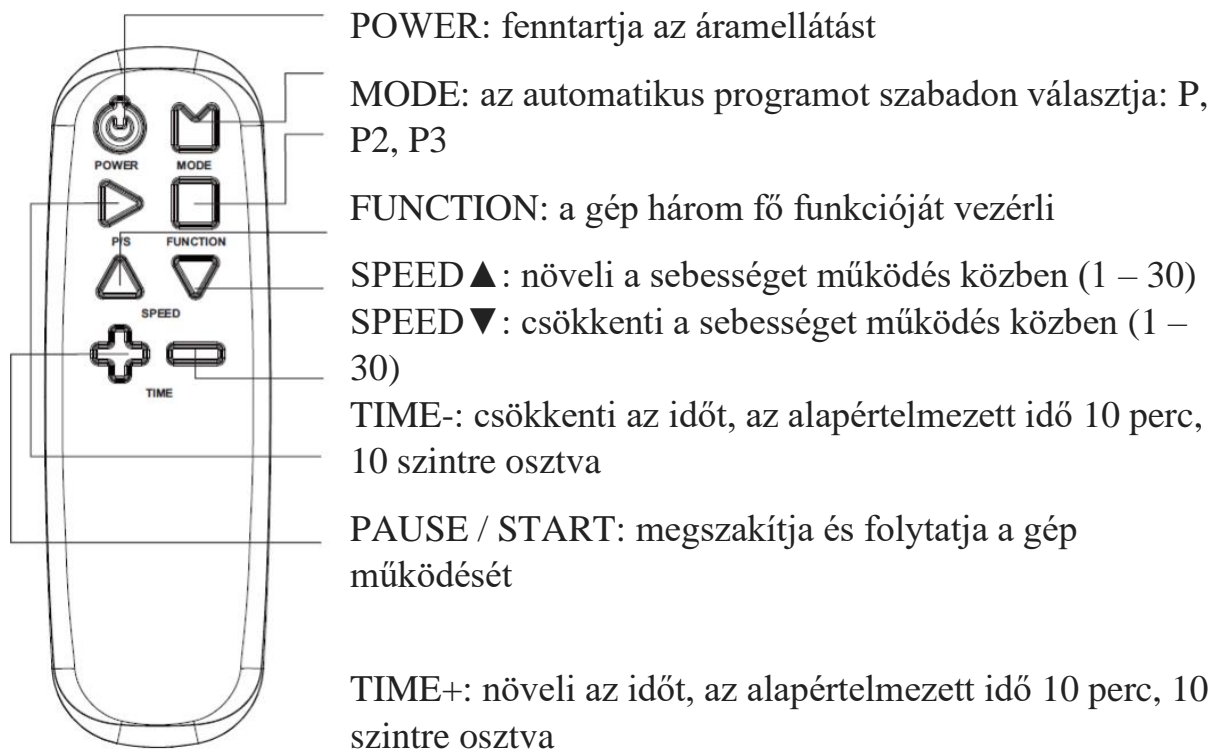 POWER: fenntartja az áramellátást
MODE: az automatikus programot szabadon választja: P,
P2, P3
FUNCTION: a gép három fő funkcióját vezérli
SPEED▲: növeli a sebességet működés közben (1 – 30)
SPEED▼: csökkenti a sebességet működés közben (1 –
30)
TIME-: csökkenti az időt, az alapértelmezett idő 10 perc,
10 szintre osztva
PAUSE / START: megszakítja és folytatja a gép
működését
TIME+: növeli az időt, az alapértelmezett idő 10 perc, 10
szintre osztva
POWER MODE
P/S FUNCTION
SPEED
TIME